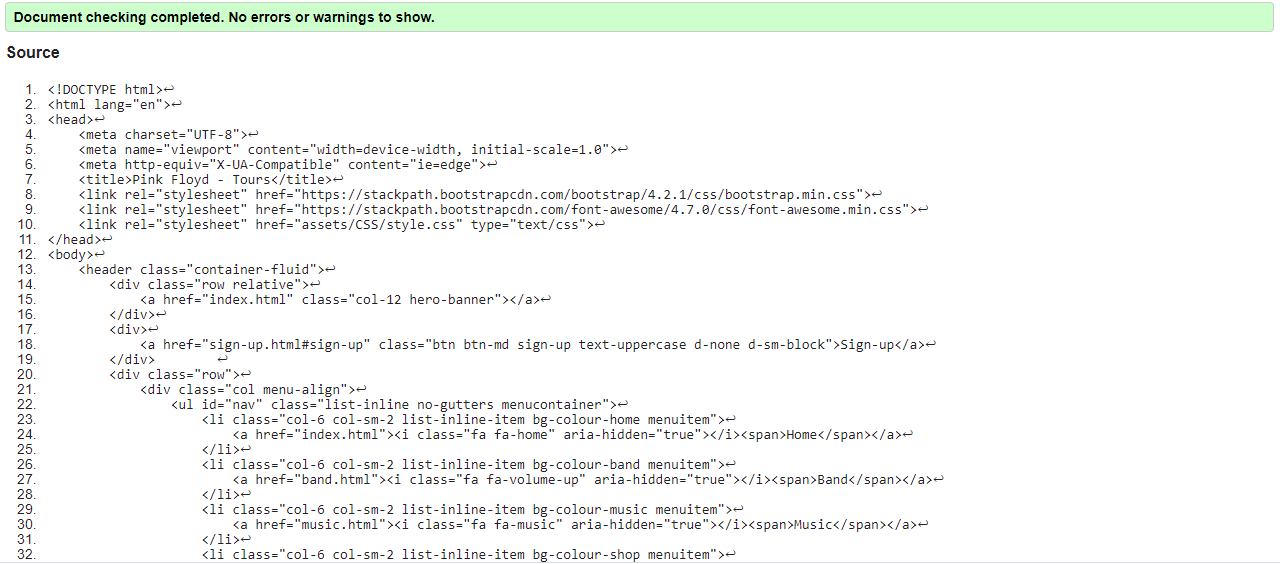 Document checking completed. No errors or warnings to show.
Source
1. <!DOCTYPE html>↩
2. <html lang="en">↩
3. <head>↩
4.     <meta charset="UTF-8">↩
5.     <meta name="viewport" content="width=device-width, initial-scale=1.0">↩
6.     <meta http-equiv="X-UA-Compatible" content="ie=edge">↩
7.     <title>Pink Floyd - Tours</title>↩
8.     <link rel="stylesheet" href="https://stackpath.bootstrapcdn.com/bootstrap/4.2.1/css/bootstrap.min.css">↩
9.     <link rel="stylesheet" href="https://stackpath.bootstrapcdn.com/font-awesome/4.7.0/css/font-awesome.min.css">↩
10.     <link rel="stylesheet" href="assets/CSS/style.css" type="text/css">↩
11. </head>↩
12. <body>↩
13.     <header class="container-fluid">↩
14.         <div class="row relative">↩
15.             <a href="index.html" class="col-12 hero-banner"></a>↩
16.         </div>↩
17.         <div>↩
18.             <a href="sign-up.html#sign-up" class="btn btn-md sign-up text-uppercase d-none d-sm-block">Sign-up</a>↩
19.         </div>        ↩
20.         <div class="row">↩
21.             <div class="col menu-align">↩
22.                 <ul id="nav" class="list-inline no-gutters menucontainer">↩
23.                     <li class="col-6 col-sm-2 list-inline-item bg-colour-home menuitem">↩
24.                         <a href="index.html"><i class="fa fa-home" aria-hidden="true"></i><span>Home</span></a>↩
25.                     </li>↩
26.                     <li class="col-6 col-sm-2 list-inline-item bg-colour-band menuitem">↩
27.                         <a href="band.html"><i class="fa fa-volume-up" aria-hidden="true"></i><span>Band</span></a>↩
28.                     </li>↩
29.                     <li class="col-6 col-sm-2 list-inline-item bg-colour-music menuitem">↩
30.                         <a href="music.html"><i class="fa fa-music" aria-hidden="true"></i><span>Music</span></a>↩
31.                     </li>↩
32.                     <li class="col-6 col-sm-2 list-inline-item bg-colour-shop menuitem">↩